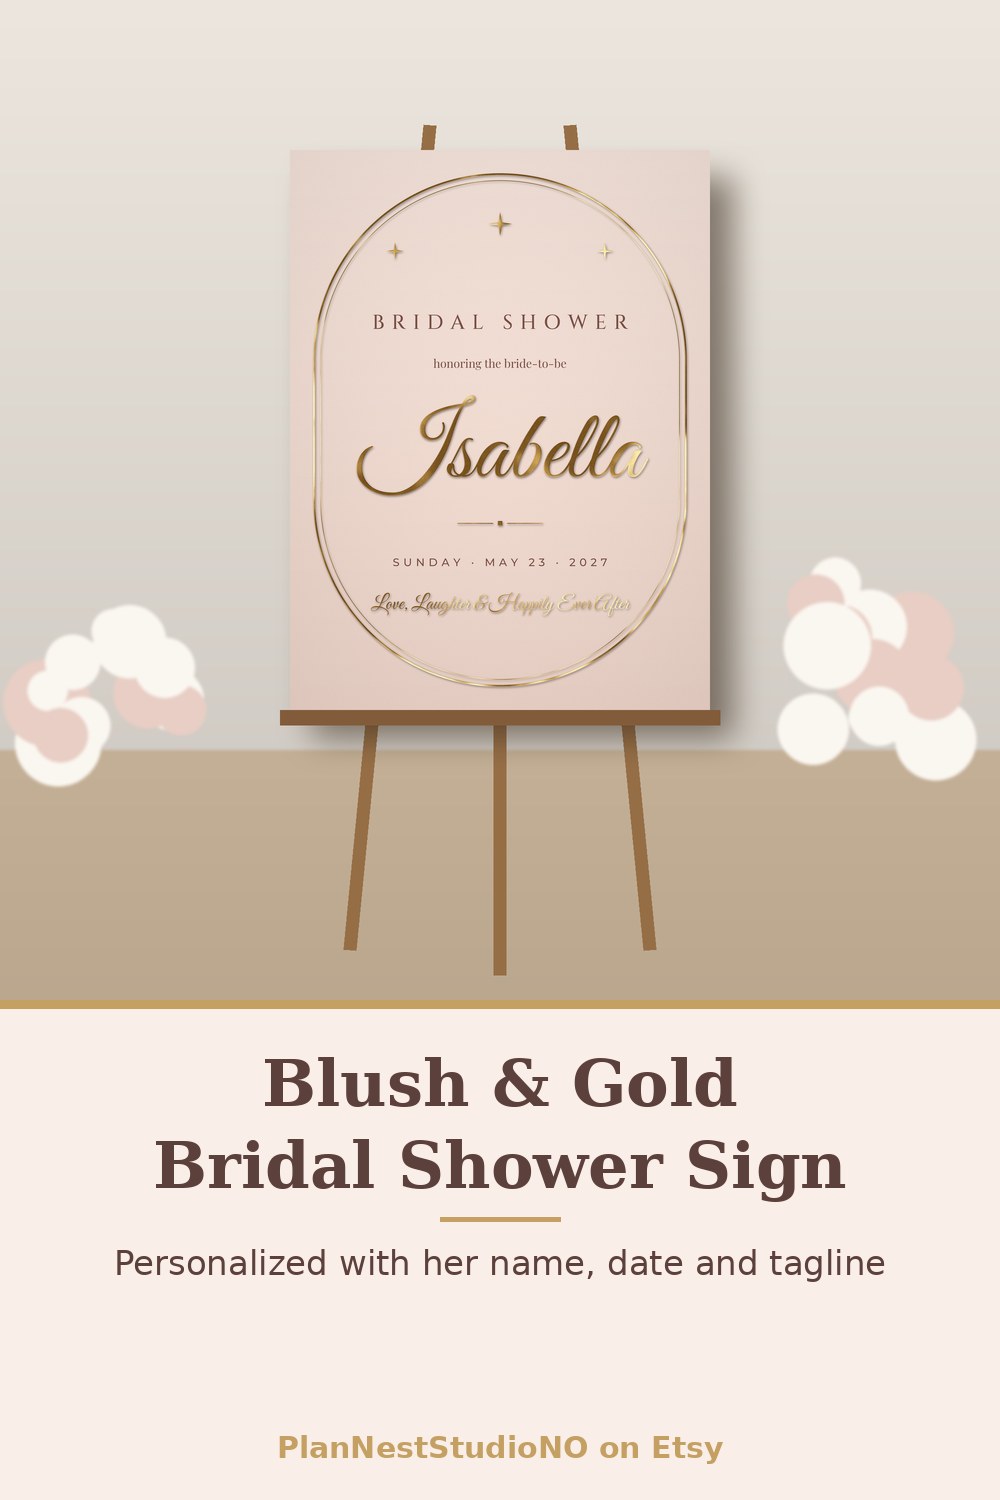 BRIDAL SHOWER
honoring the bride-to-be
Isabella
SUNDAY · MAY 23 · 2027
Love, Laughter & Happily Ever After
Blush & Gold
Bridal Shower Sign
Personalized with her name, date and tagline
PlanNestStudioNO on Etsy